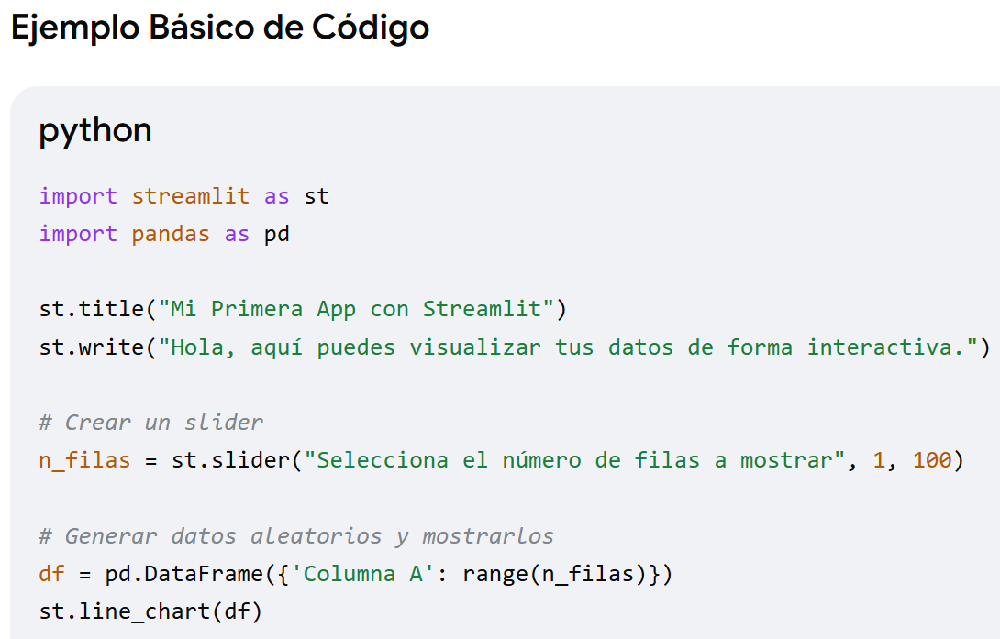 Ejemplo Básico de Código
python
import streamlit as st
import pandas as pd
st.title("Mi Primera App con Streamlit")
st.write("Hola, aquí puedes visualizar tus datos de forma interactiva.")
# Crear un slider
n_filas = st.slider("Selecciona el número de filas a mostrar", 1, 100)
# Generar datos aleatorios y mostrarlos
df = pd.DataFrame({'Columna A': range(n_filas)})
st.line_chart(df)